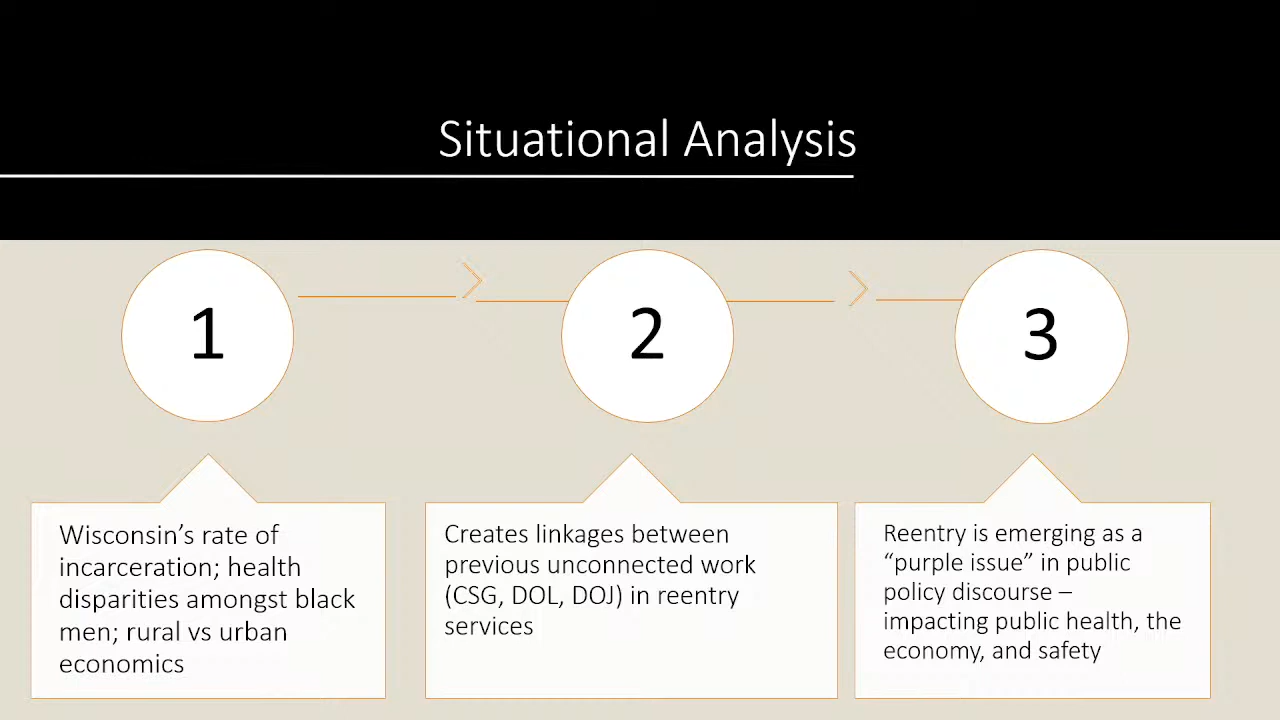 Situational Analysis
1
2
3
Wisconsin’s rate of
incarceration; health
disparities amongst black
men; rural vs urban
economics
Creates linkages between
previous unconnected work
(CSG, DOL, DOJ) in reentry
services
Reentry is emerging as a
“purple issue” in public
policy discourse –
impacting public health, the
economy, and safety